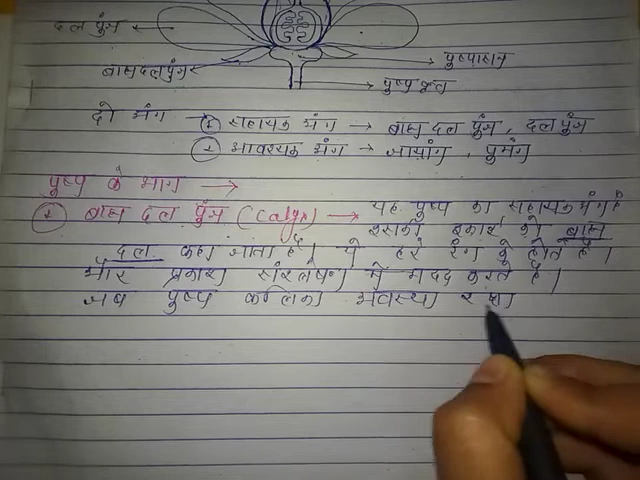 दल पुंज
पुष्पासन
बाह्य दल पुंज
पुष्प वृन्त
दो अंग → ① सहायक अंग → बाह्य दल पुंज, दल पुंज
② आवश्यक अंग → जायांग, पुमंग
पुष्प के भाग →
① बाह्य दल पुंज (Calyx) → यह पुष्प का सहायक अंग है
इसका इकाई को बाह्य
दल कहा जाता है। ये हरे रंग के होते है।
और प्रकाश संश्लेषण में मदद करते है।
जब पुष्प कलिका अवस्था